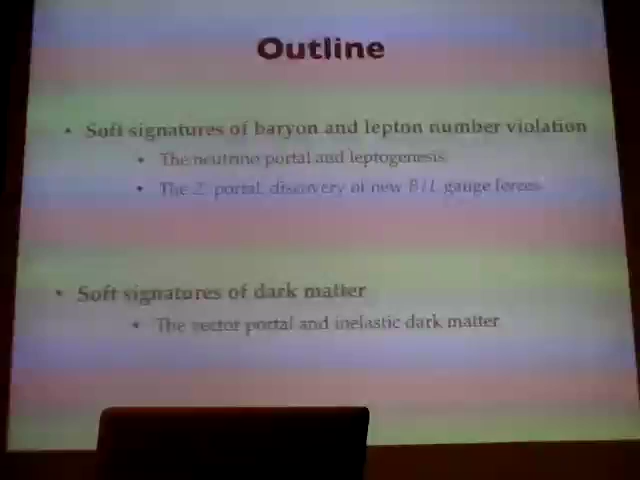 Outline
• Soft signatures of baryon and lepton number violation
• The neutrino portal and leptogenesis
• The Z' portal, discovery of new B/L gauge forces
• Soft signatures of dark matter
• The vector portal and inelastic dark matter